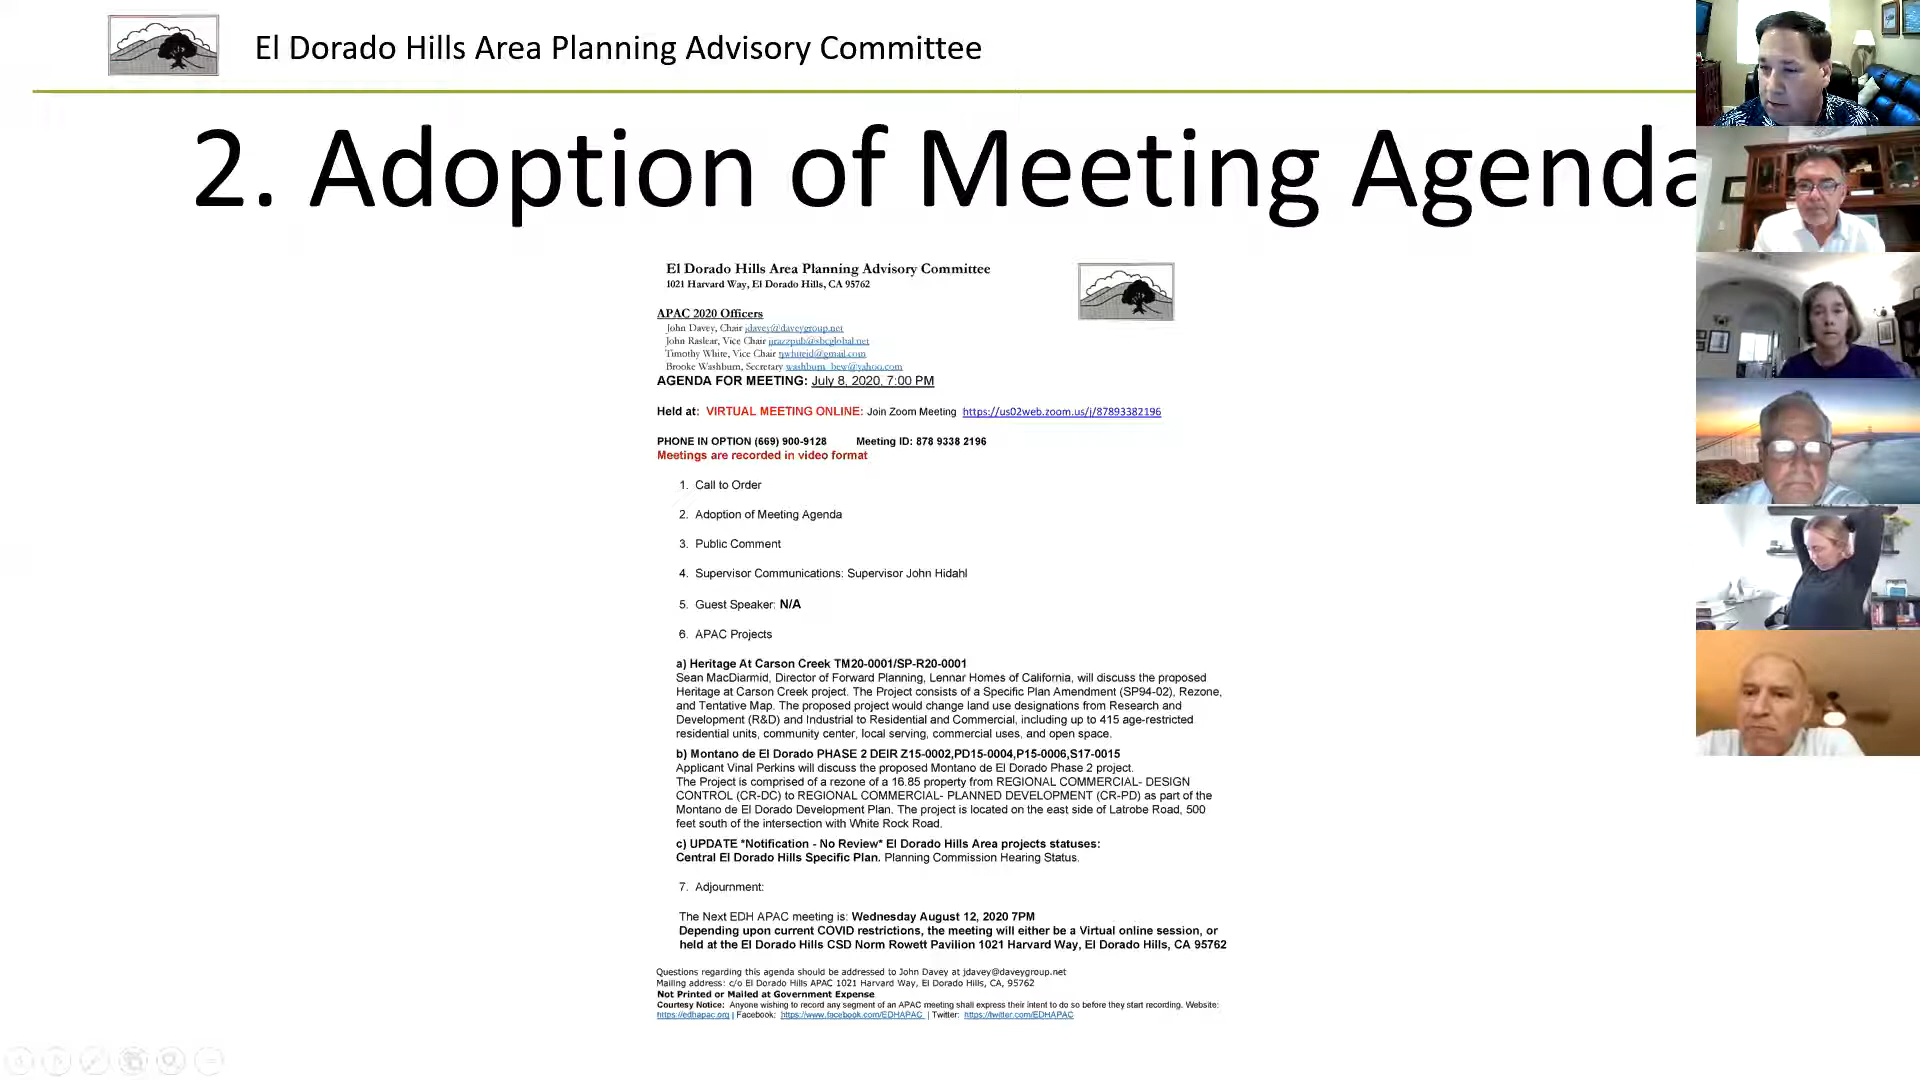 El Dorado Hills Area Planning Advisory Committee
2. Adoption of Meeting Agenda
El Dorado Hills Area Planning Advisory Committee
1021 Harvard Way, El Dorado Hills, CA 95762
APAC 2020 Officers
John Davey, Chair jdavey@daveygroup.net
John Raslear, Vice Chair jjrazzpub@sbcglobal.net
Timothy White, Vice Chair tjwhitejd@gmail.com
Brooke Washburn, Secretary washburn_bew@yahoo.com
AGENDA FOR MEETING: July 8, 2020, 7:00 PM
Held at: VIRTUAL MEETING ONLINE: Join Zoom Meeting https://us02web.zoom.us/j/87893382196
PHONE IN OPTION (669) 900-9128 Meeting ID: 878 9338 2196
Meetings are recorded in video format
1. Call to Order
2. Adoption of Meeting Agenda
3. Public Comment
4. Supervisor Communications: Supervisor John Hidahl
5. Guest Speaker: N/A
6. APAC Projects
a) Heritage At Carson Creek TM20-0001/SP-R20-0001
Sean MacDiarmid, Director of Forward Planning, Lennar Homes of California, will discuss the proposed
Heritage at Carson Creek project. The Project consists of a Specific Plan Amendment (SP94-02), Rezone,
and Tentative Map. The proposed project would change land use designations from Research and
Development (R&D) and Industrial to Residential and Commercial, including up to 415 age-restricted
residential units, community center, local serving, commercial uses, and open space.
b) Montano de El Dorado PHASE 2 DEIR Z15-0002,PD15-0004,P15-0006,S17-0015
Applicant Vinal Perkins will discuss the proposed Montano de El Dorado Phase 2 project.
The Project is comprised of a rezone of a 16.85 property from REGIONAL COMMERCIAL- DESIGN
CONTROL (CR-DC) to REGIONAL COMMERCIAL- PLANNED DEVELOPMENT (CR-PD) as part of the
Montano de El Dorado Development Plan. The project is located on the east side of Latrobe Road, 500
feet south of the intersection with White Rock Road.
c) UPDATE *Notification - No Review* El Dorado Hills Area projects statuses:
Central El Dorado Hills Specific Plan. Planning Commission Hearing Status.
7. Adjournment:
The Next EDH APAC meeting is: Wednesday August 12, 2020 7PM
Depending upon current COVID restrictions, the meeting will either be a Virtual online session, or
held at the El Dorado Hills CSD Norm Rowett Pavilion 1021 Harvard Way, El Dorado Hills, CA 95762
Questions regarding this agenda should be addressed to John Davey at jdavey@daveygroup.net
Mailing address: c/o El Dorado Hills APAC 1021 Harvard Way, El Dorado Hills, CA, 95762
Not Printed or Mailed at Government Expense
Courtesy Notice: Anyone wishing to record any segment of an APAC meeting shall express their intent to do so before they start recording. Website:
https://edhapac.org | Facebook: https://www.facebook.com/EDHAPAC | Twitter: https://twitter.com/EDHAPAC